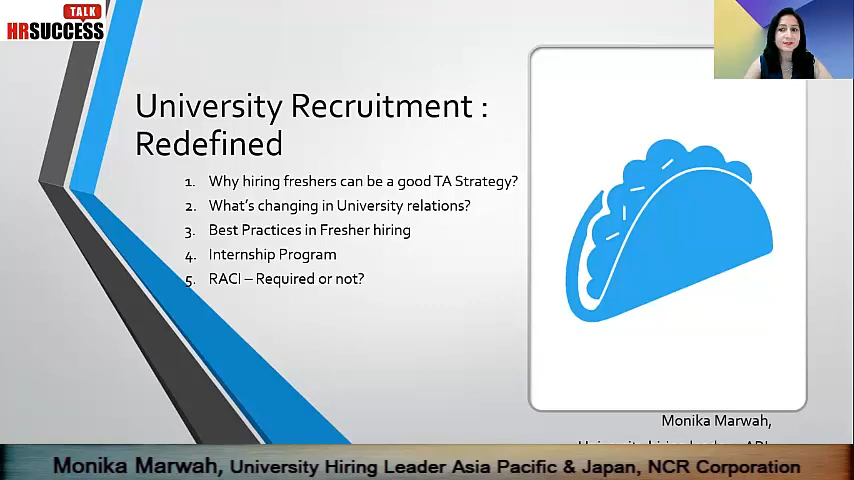 TALK
HRSUCCESS
University Recruitment :
Redefined
1. Why hiring freshers can be a good TA Strategy?
2. What's changing in University relations?
3. Best Practices in Fresher hiring
4. Internship Program
5. RACI – Required or not?
Monika Marwah,
Monika Marwah, University Hiring Leader Asia Pacific & Japan, NCR Corporation